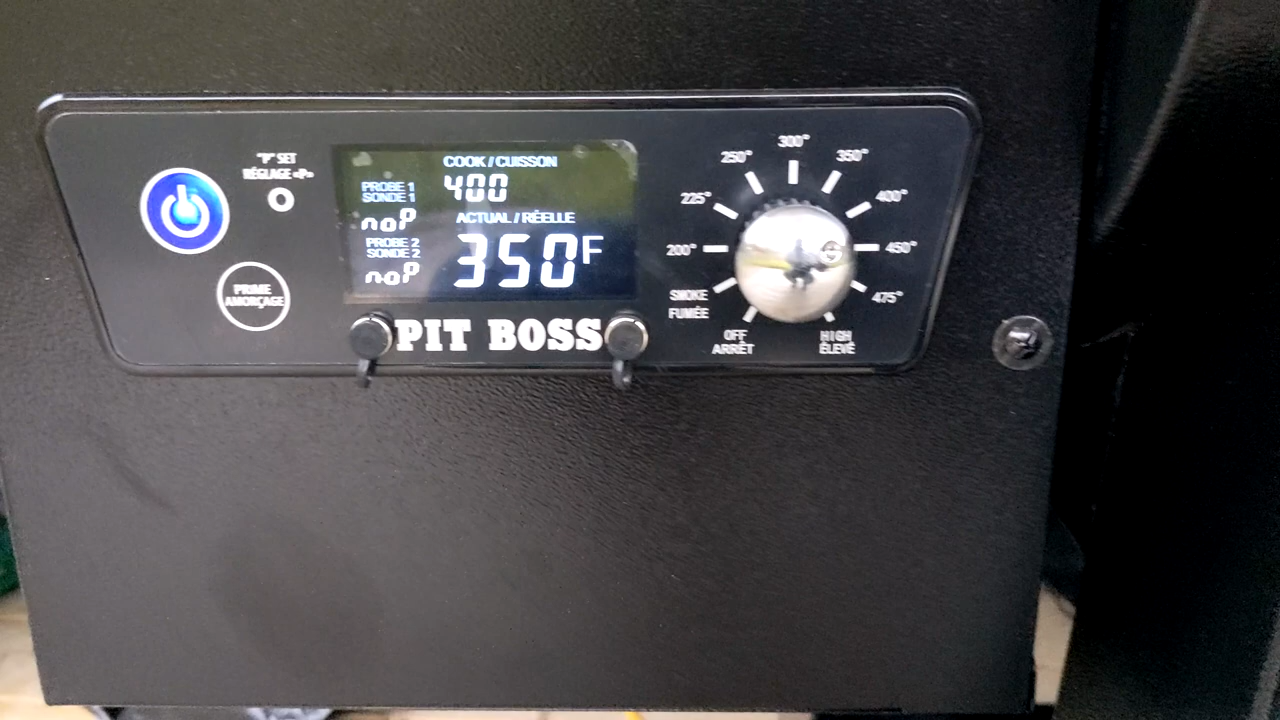 "P" SET
RÉGLAGE «P»
PRIME
AMORÇAGE
COOK / CUISSON
400
PROBE 1
SONDE 1
noP
ACTUAL / RÉELLE
350F
PROBE 2
SONDE 2
noP
PIT BOSS
OFF
ARRÊT
SMOKE
FUMÉE
200°
225°
250°
300°
350°
400°
450°
475°
HIGH
ÉLEVÉ